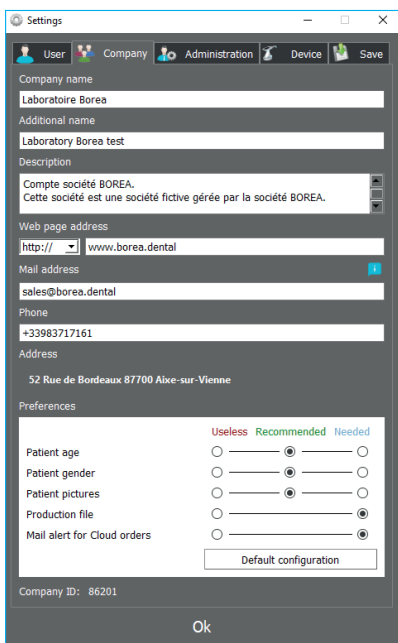 Settings
User Company Administration Device Save
Company name
Laboratoire Borea
Additional name
Laboratory Borea test
Description
Compte société BOREA.
Cette société est une société fictive gérée par la société BOREA.
Web page address
http:// www.borea.dental
Mail address
i
sales@borea.dental
Phone
+33983717161
Address
52 Rue de Bordeaux 87700 Aixe-sur-Vienne
Preferences
Useless Recommended Needed
Patient age
Patient gender
Patient pictures
Production file
Mail alert for Cloud orders
Default configuration
Company ID: 86201
Ok